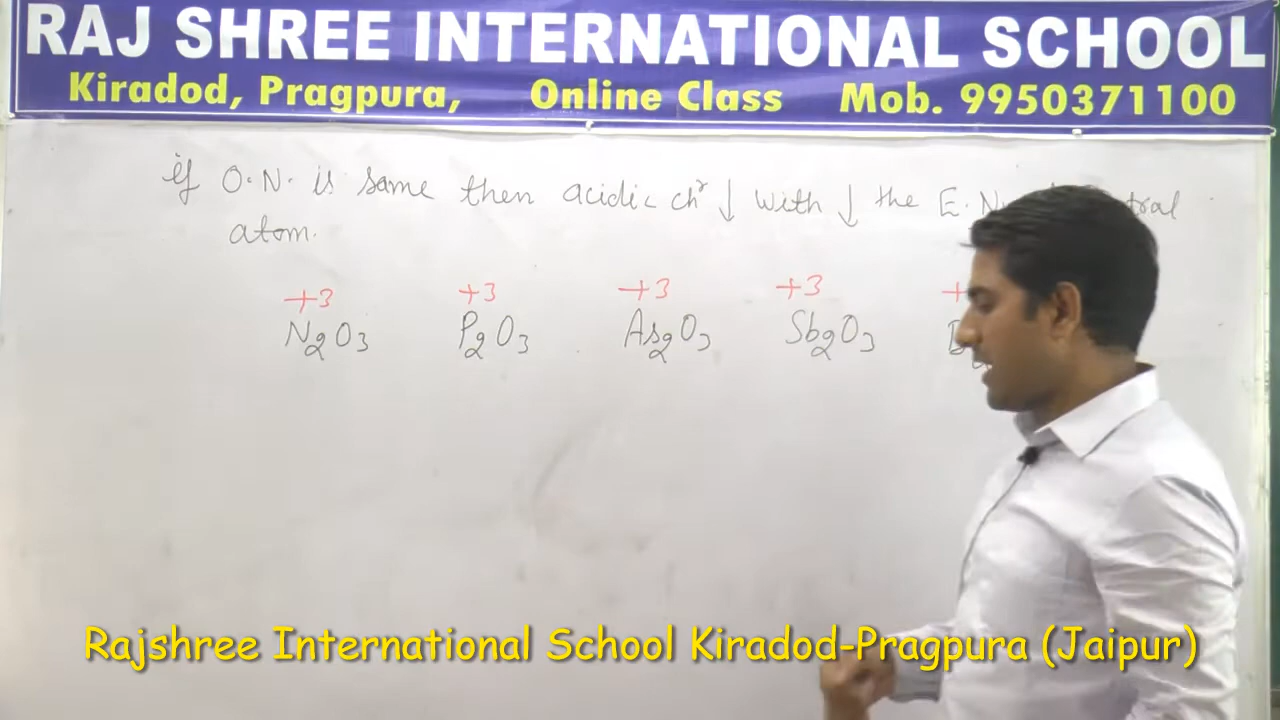 RAJ SHREE INTERNATIONAL SCHOOL
Kiradod, Pragpura, Online Class Mob. 9950371100
if O.N. is same then acidic chʳ ↓ with ↓ the E.N.
atom.
+3 +3 +3 +3 +
N₂O₃ P₂O₃ As₂O₃ Sb₂O₃
Rajshree International School Kiradod-Pragpura (Jaipur)